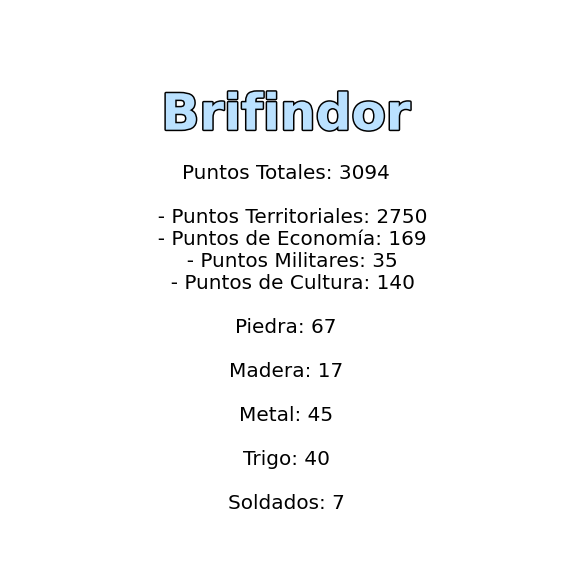 Brifindor
Puntos Totales: 3094
- Puntos Territoriales: 2750
- Puntos de Economía: 169
- Puntos Militares: 35
- Puntos de Cultura: 140
Piedra: 67
Madera: 17
Metal: 45
Trigo: 40
Soldados: 7